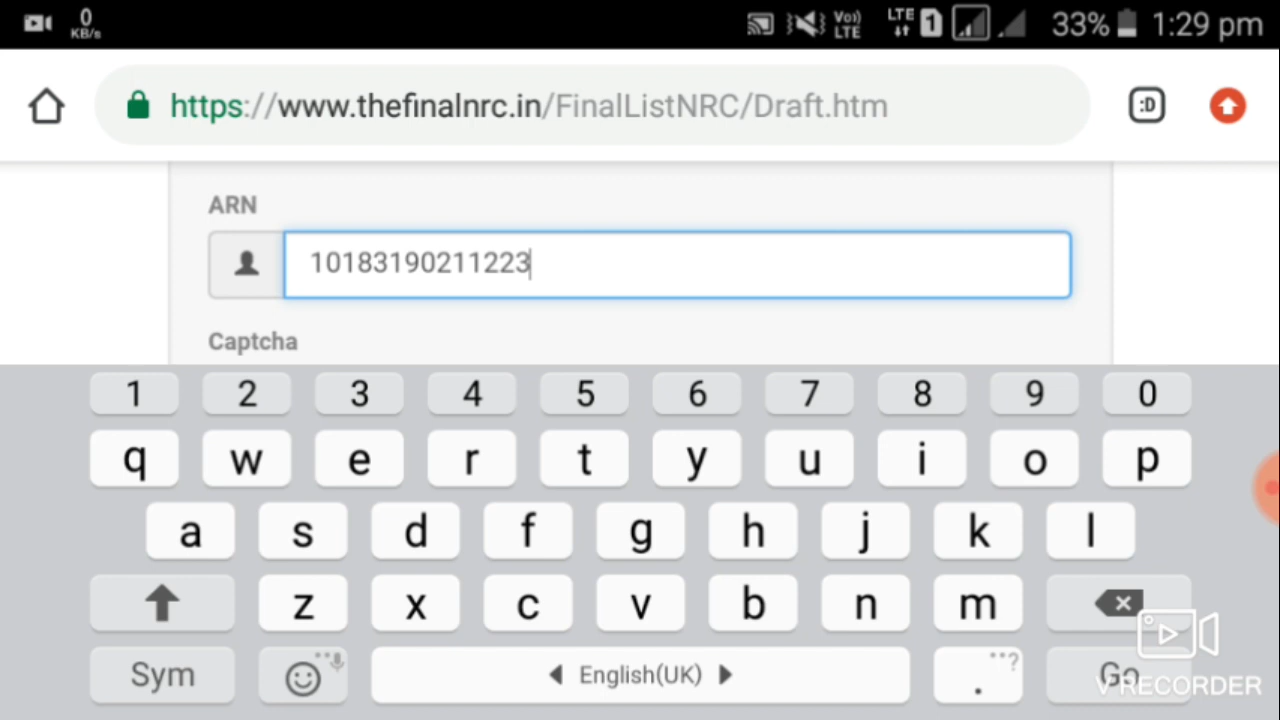 0
KB/s
Vo))
LTE
LTE
1
33%
1:29 pm
https://www.thefinalnrc.in/FinalListNRC/Draft.htm
:D
ARN
10183190211223
Captcha
1 2 3 4 5 6 7 8 9 0
q w e r t y u i o p
a s d f g h j k l
z x c v b n m
Sym
English(UK)
. ?
Go
V RECORDER